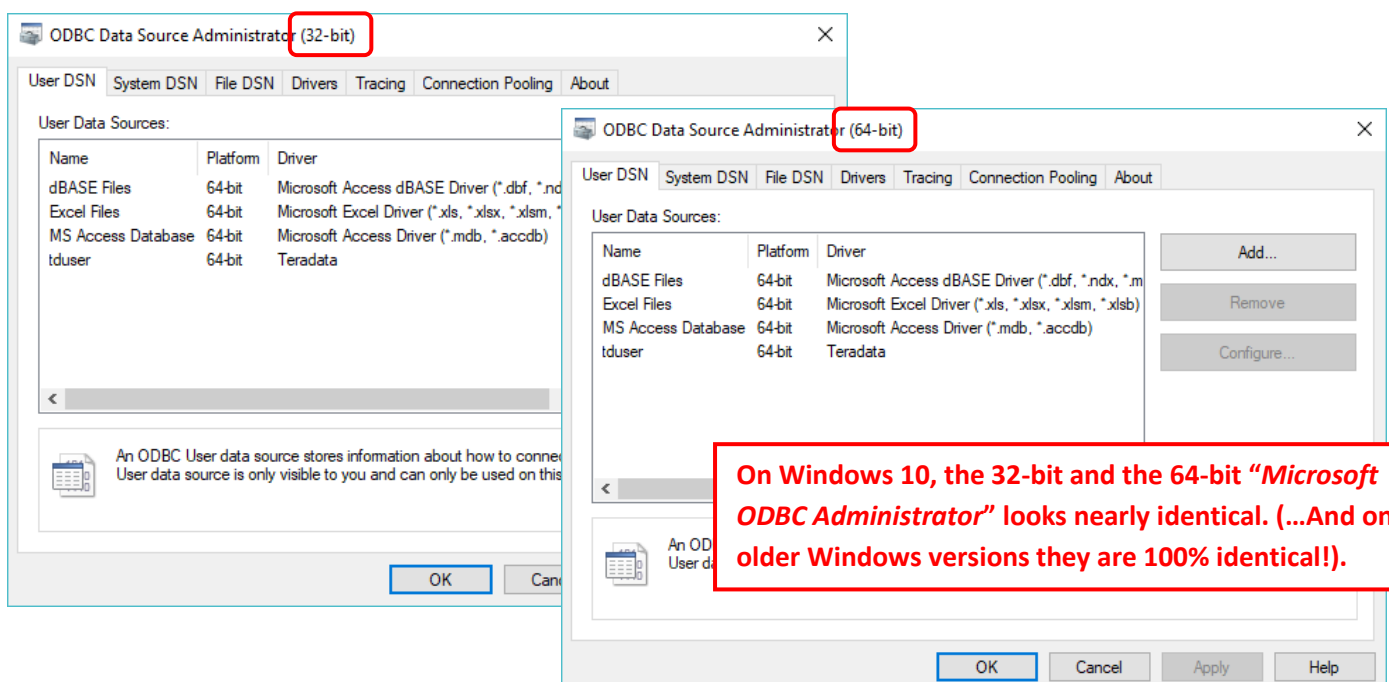 ODBC Data Source Administrator (32-bit)
User DSN System DSN File DSN Drivers Tracing Connection Pooling About
User Data Sources:
Name Platform Driver
dBASE Files 64-bit Microsoft Access dBASE Driver (*.dbf, *.nd
Excel Files 64-bit Microsoft Excel Driver (*.xls, *.xlsx, *.xlsm, *
MS Access Database 64-bit Microsoft Access Driver (*.mdb, *.accdb)
tduser 64-bit Teradata
An ODBC User data source stores information about how to connec
User data source is only visible to you and can only be used on this
OK Can
ODBC Data Source Administrator (64-bit)
User DSN System DSN File DSN Drivers Tracing Connection Pooling About
User Data Sources:
Name Platform Driver
dBASE Files 64-bit Microsoft Access dBASE Driver (*.dbf, *.ndx, *.m
Excel Files 64-bit Microsoft Excel Driver (*.xls, *.xlsx, *.xlsm, *.xlsb)
MS Access Database 64-bit Microsoft Access Driver (*.mdb, *.accdb)
tduser 64-bit Teradata
Add...
Remove
Configure...
An OD
User da
On Windows 10, the 32-bit and the 64-bit “Microsoft
ODBC Administrator” looks nearly identical. (…And on
older Windows versions they are 100% identical!).
OK Cancel Apply Help